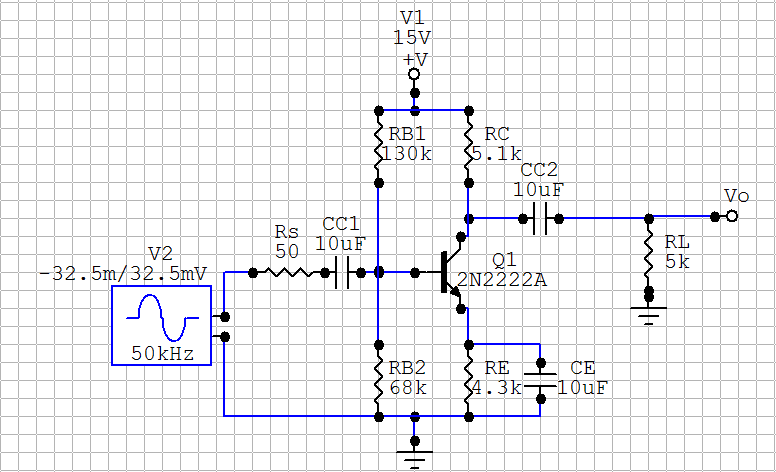 V1
15V
+V
RB1
130k
RC
5.1k
CC2
10uF
Vo
Rs
50
CC1
10uF
V2
-32.5m/32.5mV
50kHz
Q1
2N2222A
RL
5k
RB2
68k
RE
4.3k
CE
10uF